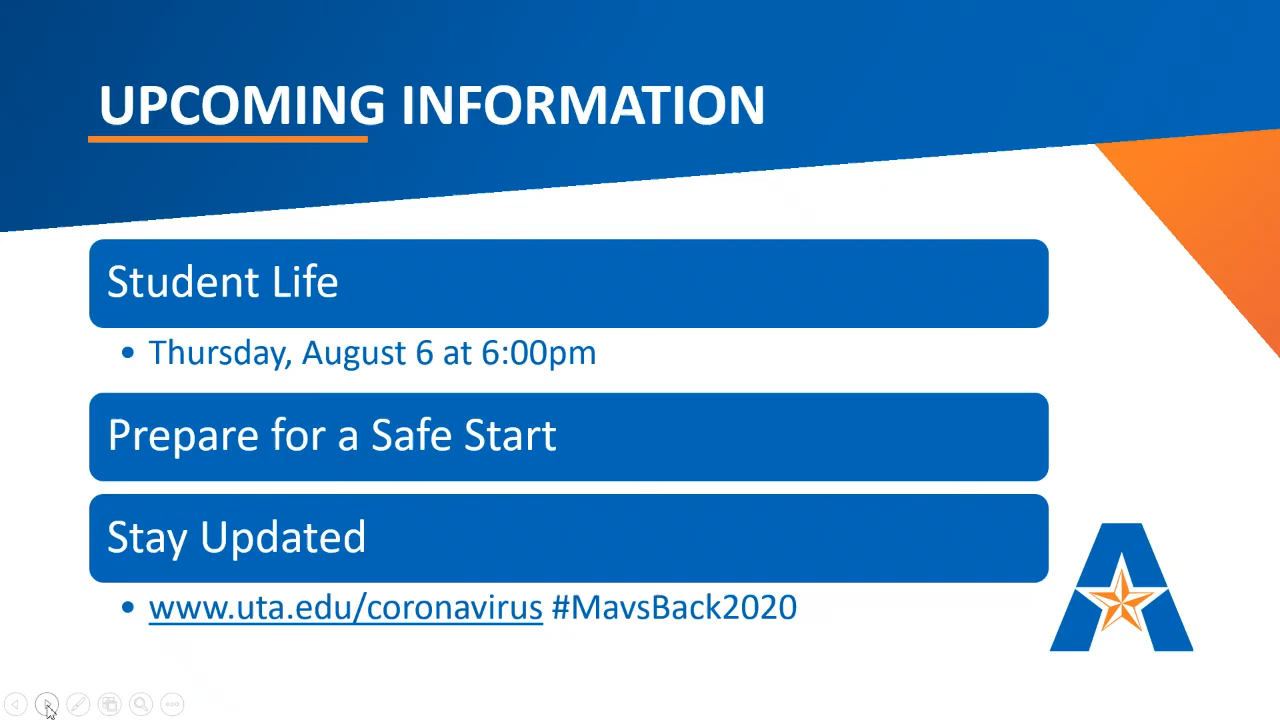 UPCOMING INFORMATION
Student Life
• Thursday, August 6 at 6:00pm
Prepare for a Safe Start
Stay Updated
• www.uta.edu/coronavirus #MavsBack2020
A